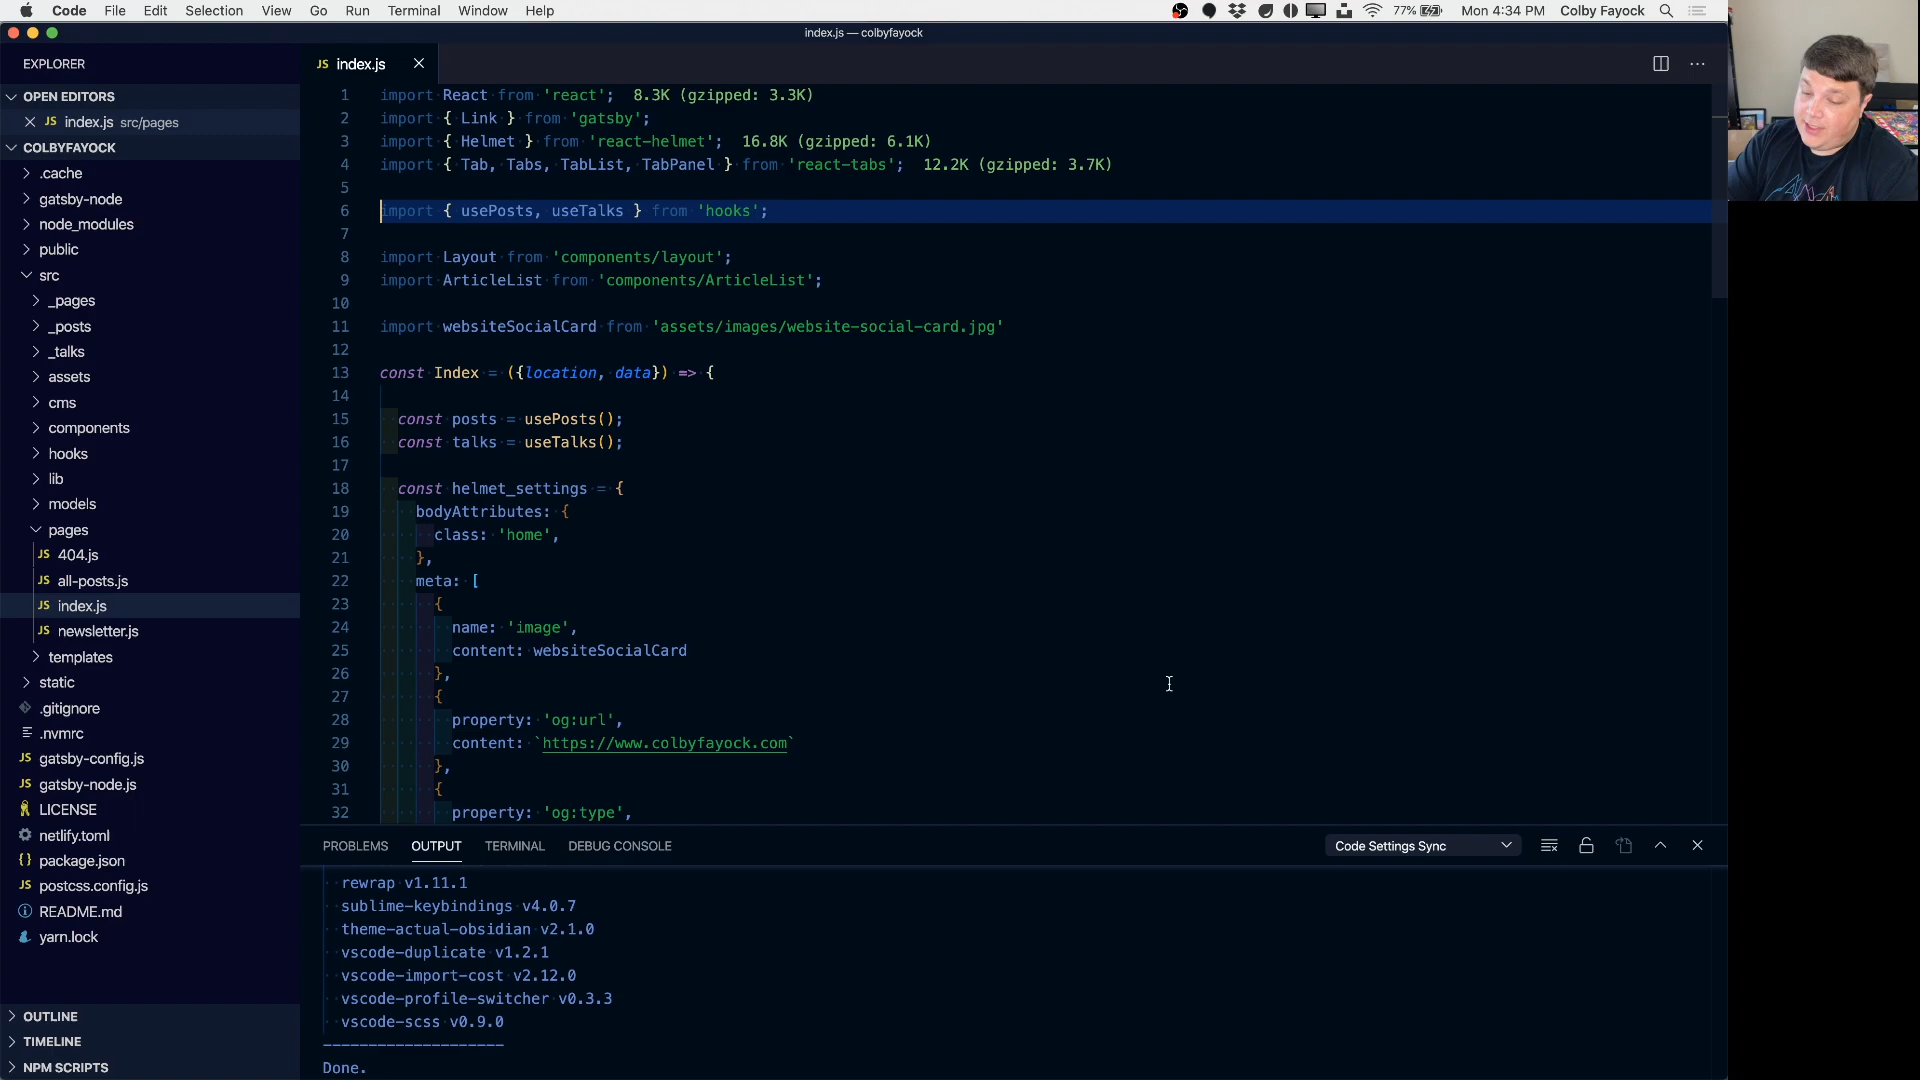 Code File Edit Selection View Go Run Terminal Window Help 77% Mon 4:34 PM Colby Fayock
index.js — colbyfayock
EXPLORER
OPEN EDITORS
JS index.js src/pages
COLBYFAYOCK
.cache
gatsby-node
node_modules
public
src
_pages
_posts
_talks
assets
cms
components
hooks
lib
models
pages
JS 404.js
JS all-posts.js
JS index.js
JS newsletter.js
templates
static
.gitignore
.nvmrc
JS gatsby-config.js
JS gatsby-node.js
LICENSE
netlify.toml
{} package.json
JS postcss.config.js
README.md
yarn.lock
OUTLINE
TIMELINE
NPM SCRIPTS
JS index.js
1 import React from 'react'; 8.3K (gzipped: 3.3K)
2 import { Link } from 'gatsby';
3 import { Helmet } from 'react-helmet'; 16.8K (gzipped: 6.1K)
4 import { Tab, Tabs, TabList, TabPanel } from 'react-tabs'; 12.2K (gzipped: 3.7K)
5
6 import { usePosts, useTalks } from 'hooks';
7
8 import Layout from 'components/layout';
9 import ArticleList from 'components/ArticleList';
10
11 import websiteSocialCard from 'assets/images/website-social-card.jpg'
12
13 const Index = ({location, data}) => {
14
15 const posts = usePosts();
16 const talks = useTalks();
17
18 const helmet_settings = {
19 bodyAttributes: {
20 class: 'home',
21 },
22 meta: [
23 {
24 name: 'image',
25 content: websiteSocialCard
26 },
27 {
28 property: 'og:url',
29 content: `https://www.colbyfayock.com`
30 },
31 {
32 property: 'og:type',
PROBLEMS OUTPUT TERMINAL DEBUG CONSOLE Code Settings Sync
rewrap v1.11.1
sublime-keybindings v4.0.7
theme-actual-obsidian v2.1.0
vscode-duplicate v1.2.1
vscode-import-cost v2.12.0
vscode-profile-switcher v0.3.3
vscode-scss v0.9.0
--------------------
Done.